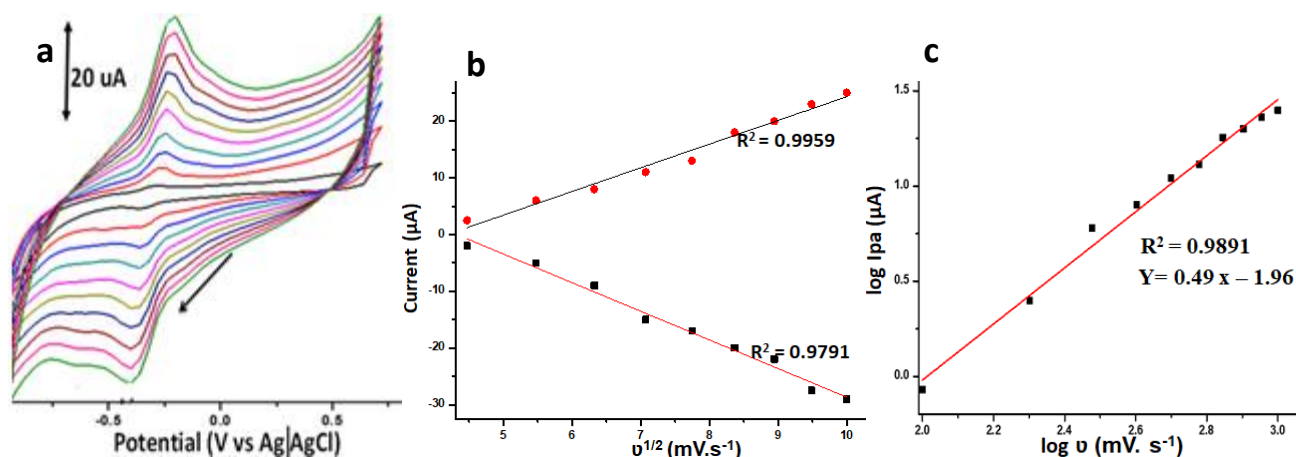 a
20 uA
-0.5
0.0
0.5
Potential (V vs Ag|AgCl)
b
Current (µA)
20
10
0
-10
-20
-30
R² = 0.9959
R² = 0.9791
4 5 6 7 8 9 10
υ¹/² (mV.s⁻¹)
c
log Ipa (µA)
1.5
1.0
0.5
0.0
R² = 0.9891
Y= 0.49 x – 1.96
2.0 2.2 2.4 2.6 2.8 3.0
log υ (mV. s⁻¹)